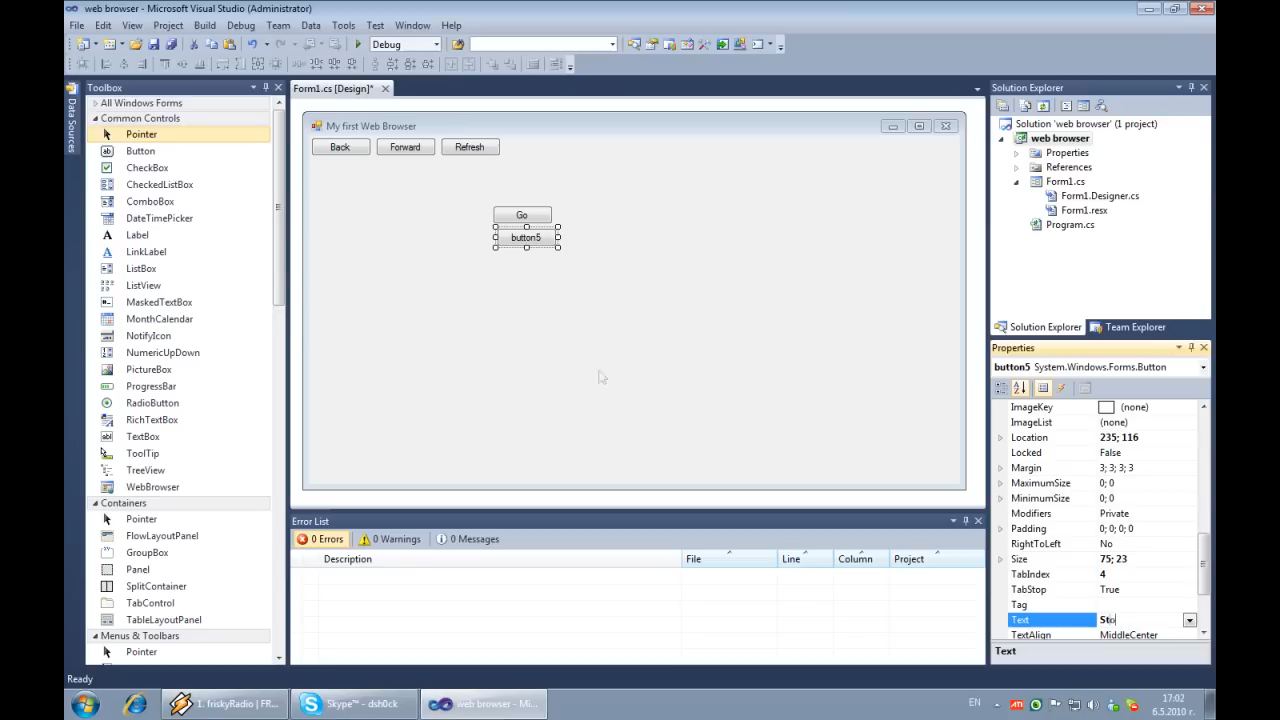 web browser - Microsoft Visual Studio (Administrator)
File Edit View Project Build Debug Team Data Tools Test Window Help
Debug
Data Sources
Toolbox
All Windows Forms
Common Controls
Pointer
Button
CheckBox
CheckedListBox
ComboBox
DateTimePicker
Label
LinkLabel
ListBox
ListView
MaskedTextBox
MonthCalendar
NotifyIcon
NumericUpDown
PictureBox
ProgressBar
RadioButton
RichTextBox
TextBox
ToolTip
TreeView
WebBrowser
Containers
Pointer
FlowLayoutPanel
GroupBox
Panel
SplitContainer
TabControl
TableLayoutPanel
Menus & Toolbars
Pointer
Form1.cs [Design]*
My first Web Browser
Back Forward Refresh
Go
button5
Error List
0 Errors 0 Warnings 0 Messages
Description File Line Column Project
Solution Explorer
Solution 'web browser' (1 project)
web browser
Properties
References
Form1.cs
Form1.Designer.cs
Form1.resx
Program.cs
Solution Explorer Team Explorer
Properties
button5 System.Windows.Forms.Button
ImageKey (none)
ImageList (none)
Location 235; 116
Locked False
Margin 3; 3; 3; 3
MaximumSize 0; 0
MinimumSize 0; 0
Modifiers Private
Padding 0; 0; 0; 0
RightToLeft No
Size 75; 23
TabIndex 4
TabStop True
Tag
Text Sto
TextAlign MiddleCenter
Text
Ready
1. friskyRadio | FR... Skype™ - dsh0ck web browser - Mi... EN 17:02
6.5.2010 г.